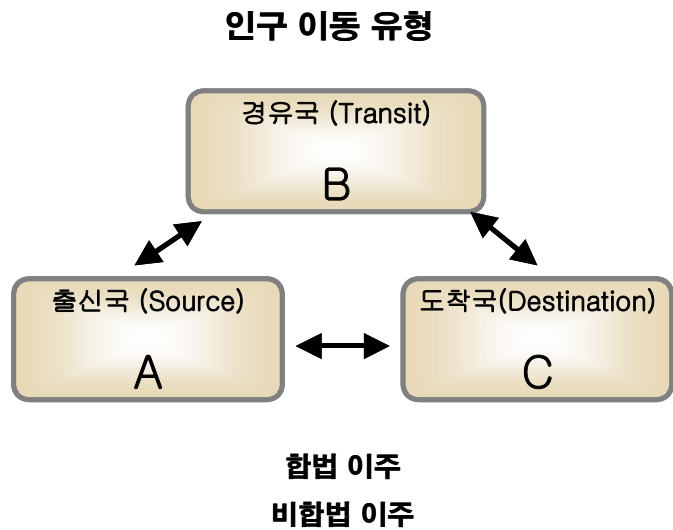 인구 이동 유형
경유국 (Transit)
B
출신국 (Source)
A
도착국(Destination)
C
합법 이주
비합법 이주